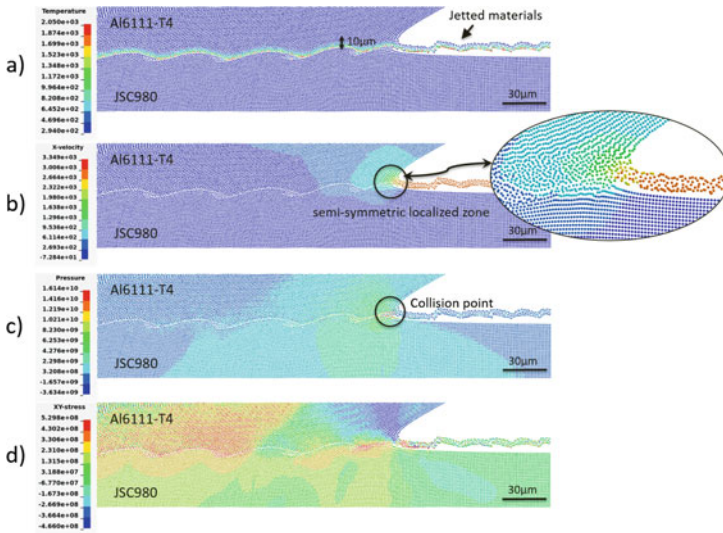 a)
Temperature
2.050e+03
1.874e+03
1.699e+03
1.523e+03
1.348e+03
1.172e+03
9.964e+02
8.208e+02
6.452e+02
4.696e+02
2.940e+02
Al6111-T4
10μm
Jetted materials
JSC980
30μm
b)
X-velocity
3.349e+03
3.006e+03
2.664e+03
2.322e+03
1.980e+03
1.638e+03
1.296e+03
9.536e+02
6.114e+02
2.693e+02
-7.284e+01
Al6111-T4
semi-symmetric localized zone
JSC980
30μm
c)
Pressure
1.614e+10
1.416e+10
1.219e+10
1.021e+10
8.230e+09
6.253e+09
4.276e+09
2.298e+09
3.208e+08
-1.657e+09
-3.634e+09
Al6111-T4
Collision point
JSC980
30μm
d)
XY-stress
5.298e+08
4.302e+08
3.306e+08
2.310e+08
1.315e+08
3.188e+07
-6.770e+07
-1.673e+08
-2.669e+08
-3.664e+08
-4.660e+08
Al6111-T4
JSC980
30μm